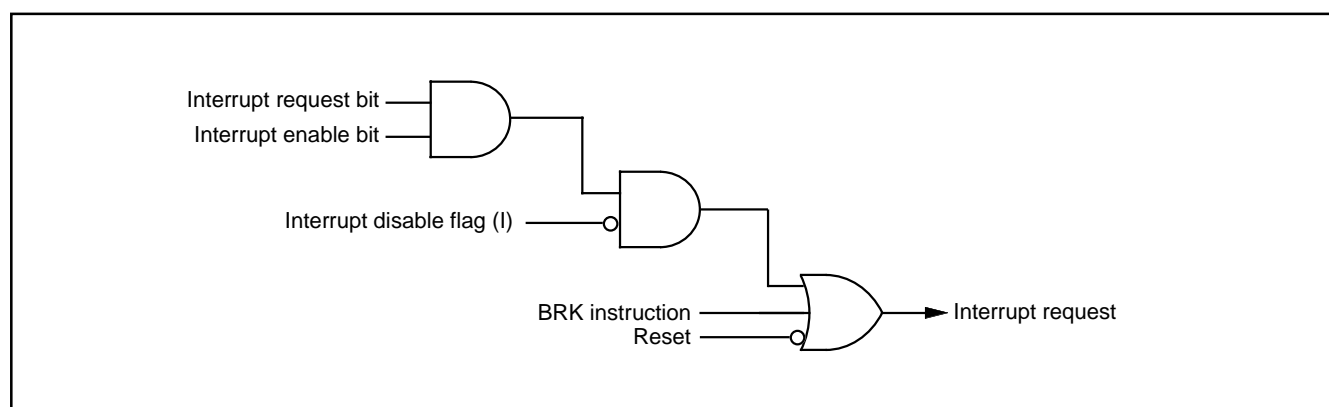 Interrupt request bit
Interrupt enable bit
Interrupt disable flag (I)
BRK instruction
Reset
Interrupt request